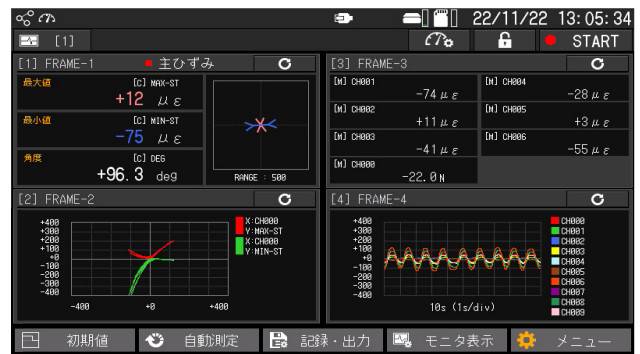 22/11/22 13:05:34
[1]
START
[1] FRAME-1
主ひずみ
最大値 [C] MAX-ST
+12 με
最小値 [C] MIN-ST
-75 με
角度 [C] DEG
+96.3 deg
RANGE : 500
[3] FRAME-3
[M] CH001
-74 με
[M] CH004
-28 με
[M] CH002
+11 με
[M] CH005
+3 με
[M] CH003
-41 με
[M] CH006
-55 με
[M] CH000
-22.0 N
[2] FRAME-2
+400
+300
+200
+100
+0
-100
-200
-300
-400
-400 +0 +400
X:CH000
Y:MAX-ST
X:CH000
Y:MIN-ST
[4] FRAME-4
+400
+300
+200
+100
+0
-100
-200
-300
-400
10s (1s/div)
CH000
CH001
CH002
CH003
CH004
CH005
CH006
CH007
CH008
CH009
初期値 自動測定 記録・出力 モニタ表示 メニュー